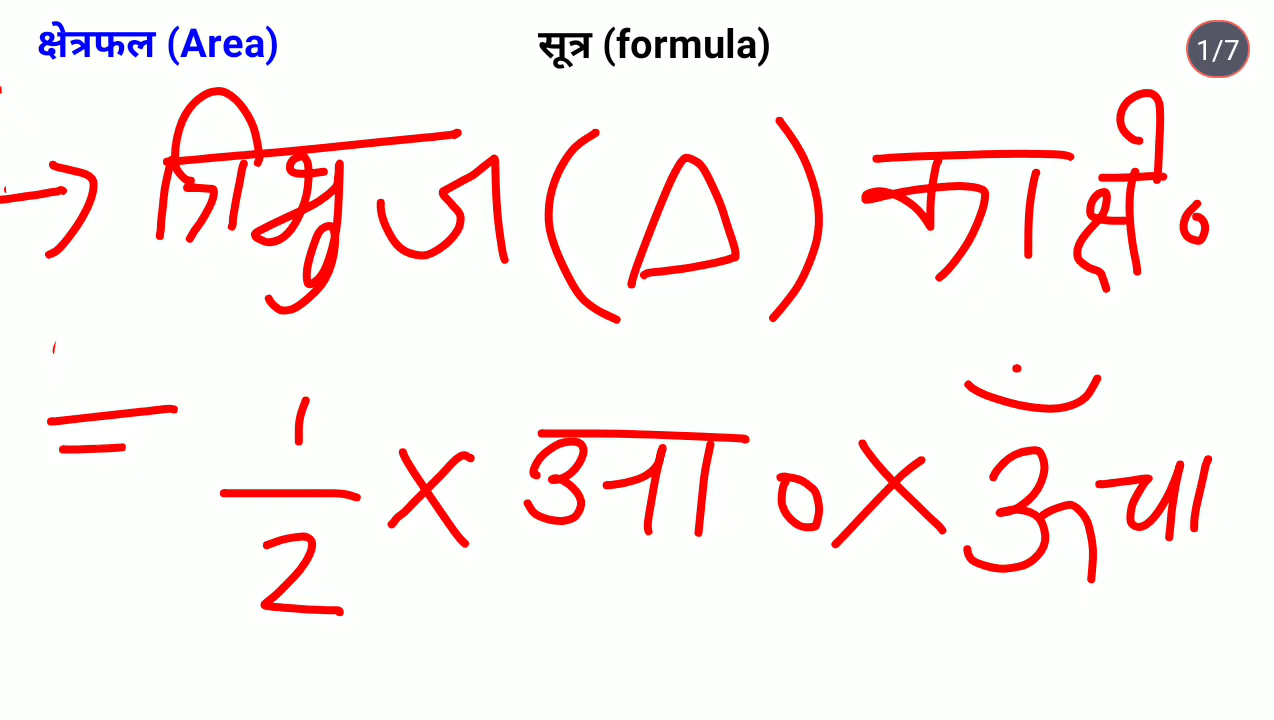 क्षेत्रफल (Area) सूत्र (formula) 1/7
→ त्रिभुज (Δ) का क्षे०
= 1/2 × आ० × ऊँचा